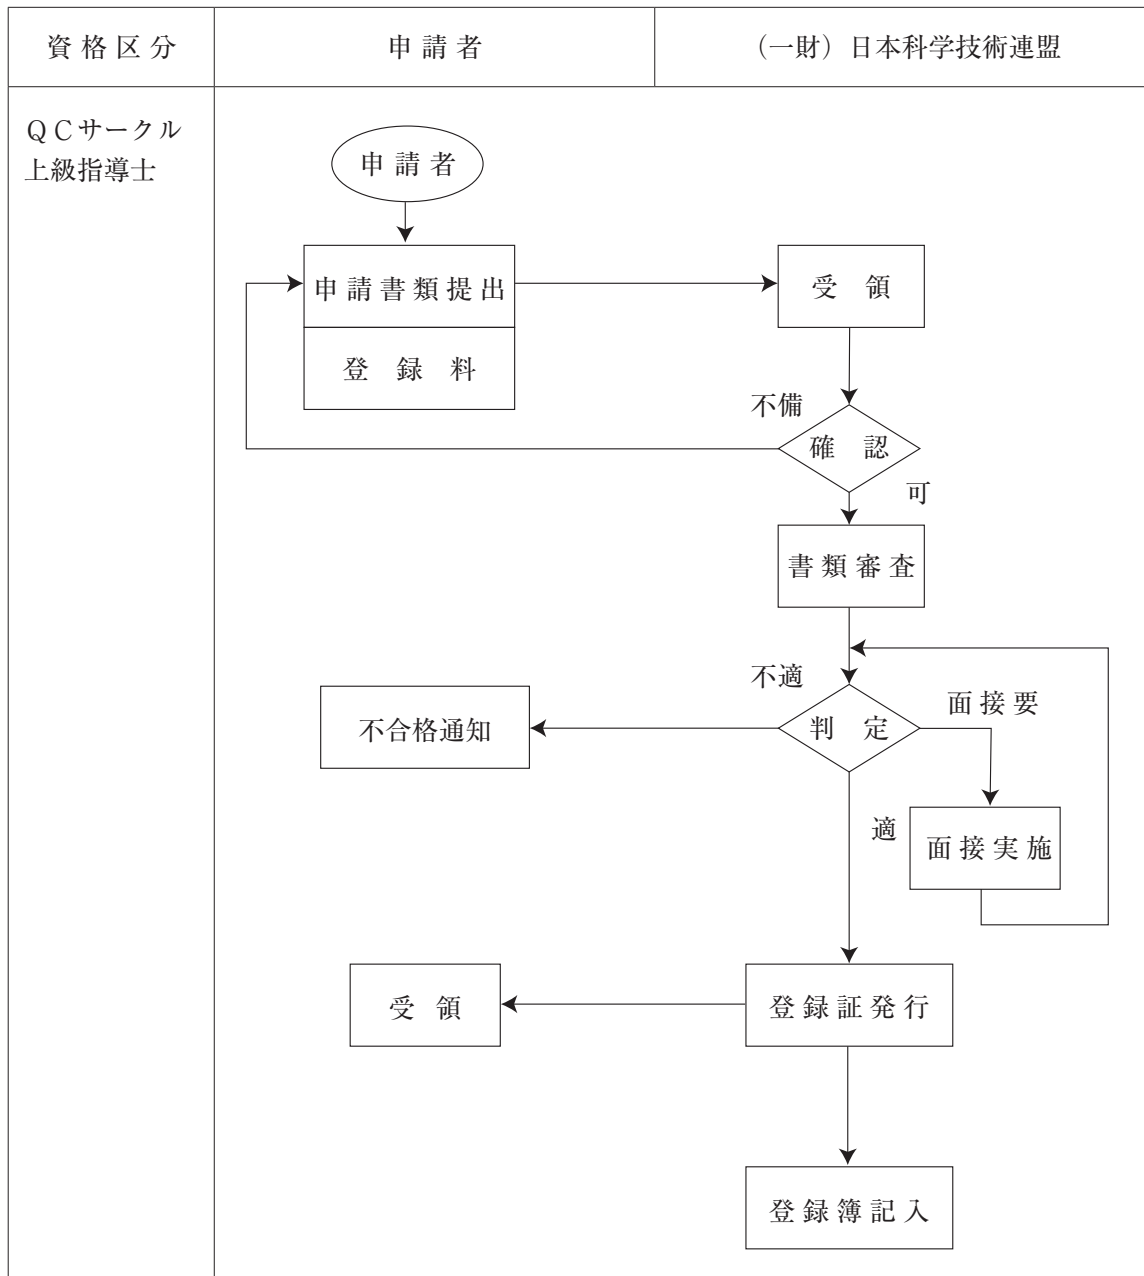 資格区分
申請者
(一財)日本科学技術連盟
QCサークル
上級指導士
申請者
申請書類提出
受領
登録料
不備
確認
可
書類審査
不適
面接要
不合格通知
判定
適
面接実施
受領
登録証発行
登録簿記入